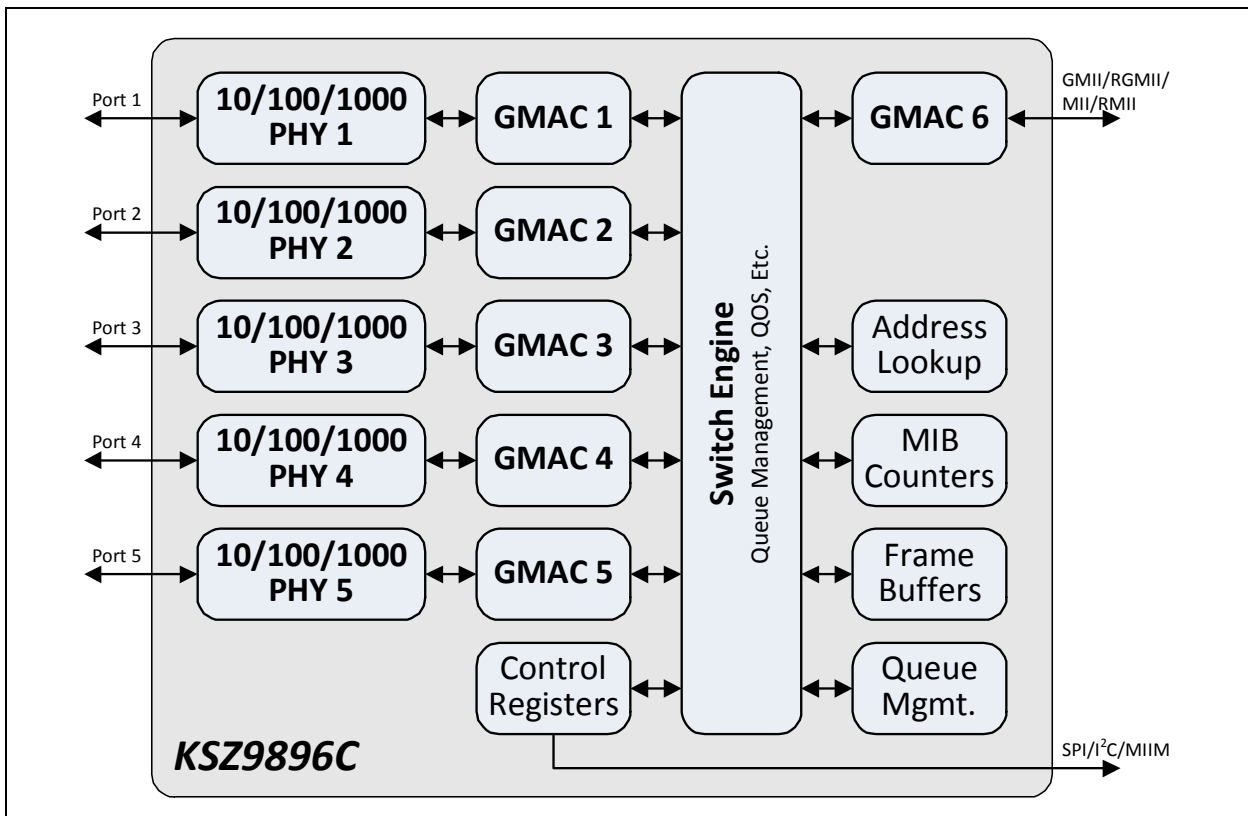 Port 1
10/100/1000
PHY 1
GMAC 1
GMAC 6
GMII/RGMII/
MII/RMII
Port 2
10/100/1000
PHY 2
GMAC 2
Port 3
10/100/1000
PHY 3
GMAC 3
Switch Engine
Queue Management, QOS, Etc.
Address
Lookup
Port 4
10/100/1000
PHY 4
GMAC 4
MIB
Counters
Port 5
10/100/1000
PHY 5
GMAC 5
Frame
Buffers
Control
Registers
Queue
Mgmt.
KSZ9896C
SPI/I²C/MIIM